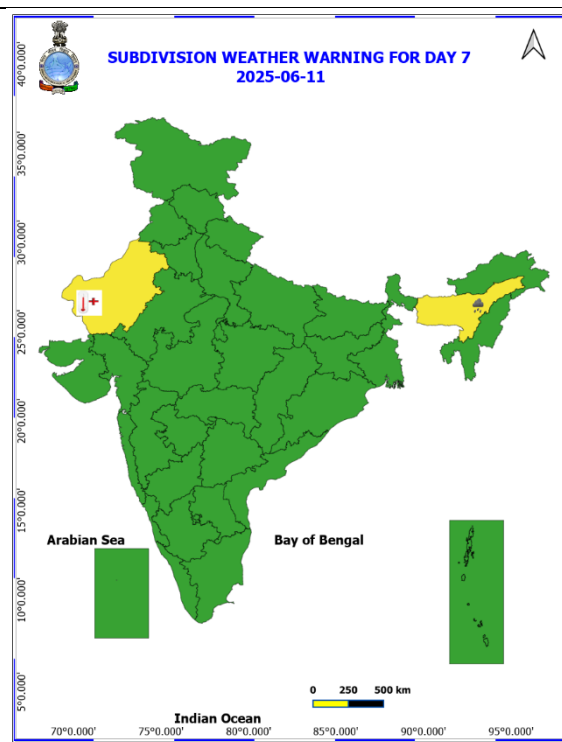 SUBDIVISION WEATHER WARNING FOR DAY 7
2025-06-11
40°0.000'
35°0.000'
30°0.000'
25°0.000'
20°0.000'
15°0.000'
10°0.000'
5°0.000'
Arabian Sea
Bay of Bengal
0 250 500 km
Indian Ocean
70°0.000' 75°0.000' 80°0.000' 85°0.000' 90°0.000' 95°0.000'